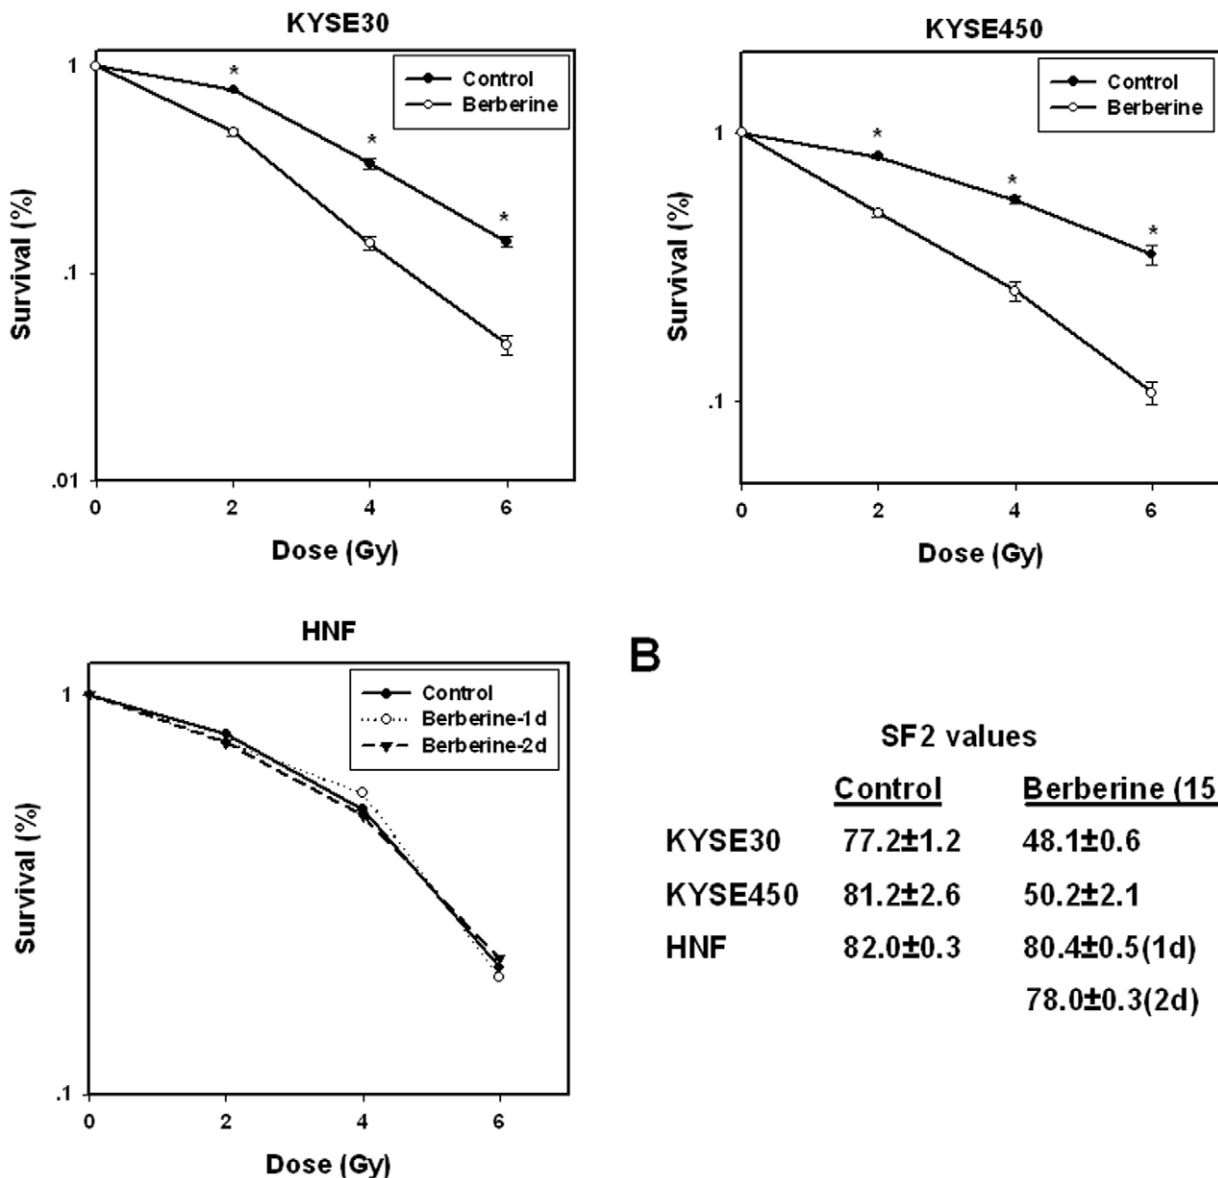 KYSE30
1
.1
.01
Survival (%)
* * *
Control
Berberine
0 2 4 6
Dose (Gy)
KYSE450
1
.1
Survival (%)
* * *
Control
Berberine
0 2 4 6
Dose (Gy)
HNF
1
.1
Survival (%)
Control
Berberine-1d
Berberine-2d
0 2 4 6
Dose (Gy)
B
SF2 values
Control Berberine (15
KYSE30 77.2±1.2 48.1±0.6
KYSE450 81.2±2.6 50.2±2.1
HNF 82.0±0.3 80.4±0.5(1d)
78.0±0.3(2d)